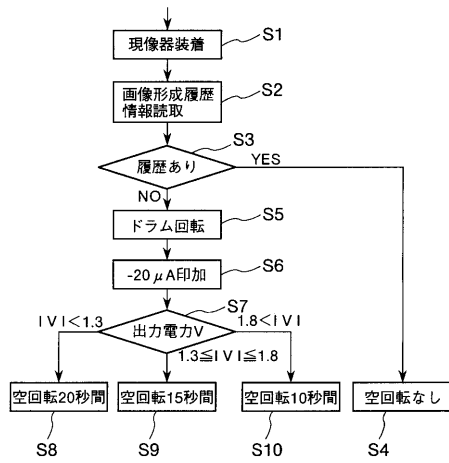 現像器装着
S1
画像形成履歴
情報読取
S2
履歴あり
S3
YES
NO
ドラム回転
S5
-20μA印加
S6
出力電力V
S7
|V|<1.3
1.8<|V|
1.3≦|V|≦1.8
空回転20秒間
空回転15秒間
空回転10秒間
空回転なし
S8
S9
S10
S4